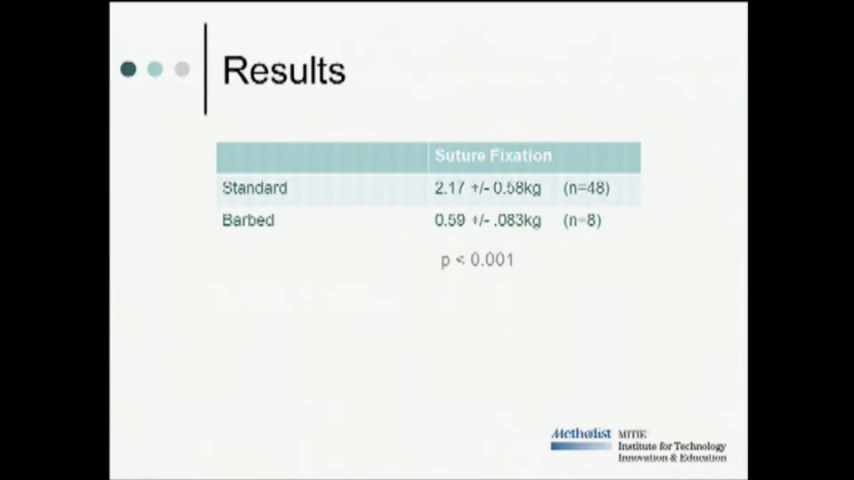 Results
Suture Fixation
Standard 2.17 +/- 0.58kg (n=48)
Barbed 0.59 +/- .083kg (n=8)
p < 0.001
Methodist MITIE
Institute for Technology
Innovation & Education